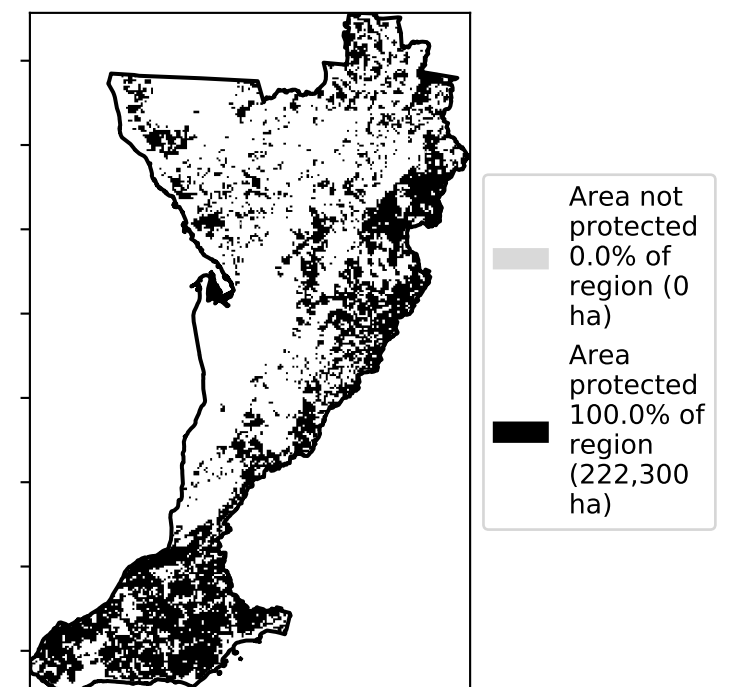 Area not
protected
0.0% of
region (0
ha)
Area
protected
100.0% of
region
(222,300
ha)